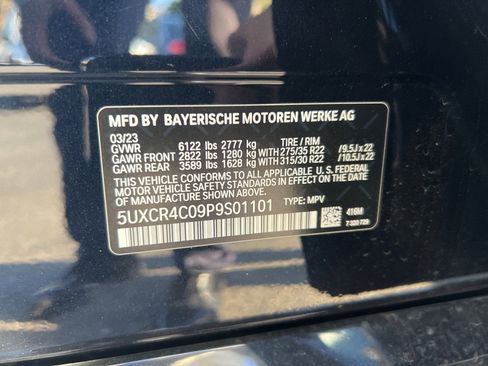 MFD BY BAYERISCHE MOTOREN WERKE AG
03/23
GVWR 6122 lbs 2777 kg TIRE / RIM
GAWR FRONT 2822 lbs 1280 kg 275/35 R22 /9.5J x 22
GAWR REAR 3589 lbs 1628 kg 315/30 R22 /10.5J x 22
THIS VEHICLE CONFORMS TO ALL APPLICABLE U.S. FEDERAL
MOTOR VEHICLE SAFETY STANDARDS IN EFFECT ON THE DATE
OF MANUFACTURE SHOWN ABOVE.
5UXCR4C09P9S01101 TYPE: MPV
416M
7 320 729